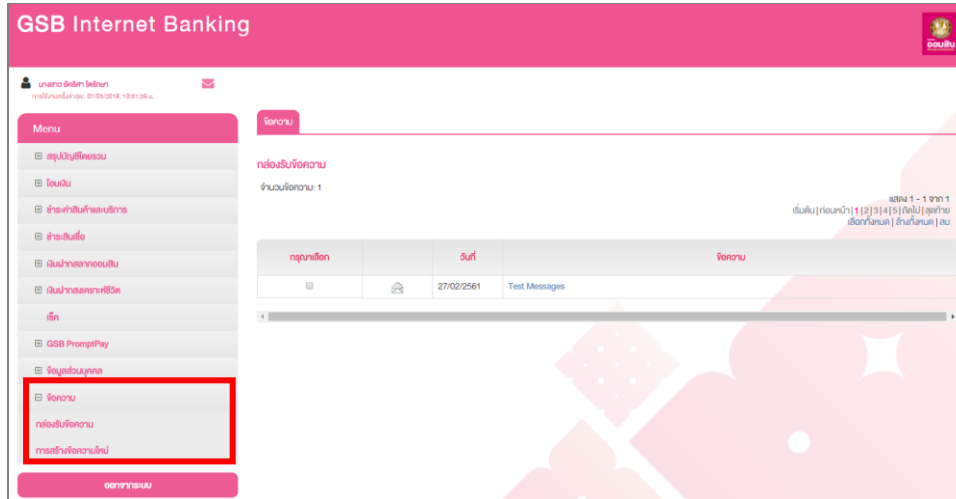 GSB Internet Banking
ออมสิน
นางสาว
การใช้งานครั้งล่าสุด: 07/03/2018, 10:51:36 น.
Menu
สรุปบัญชีโดยรวม
โอนเงิน
ชำระค่าสินค้าและบริการ
ชำระสินเชื่อ
เงินฝากสลากออมสิน
เงินฝากสงเคราะห์ชีวิต
เช็ค
GSB PromptPay
ข้อมูลส่วนบุคคล
ข้อความ
กล่องรับข้อความ
การสร้างข้อความใหม่
ออกจากระบบ
ข้อความ
กล่องรับข้อความ
จำนวนข้อความ: 1
แสดง 1 - 1 จาก 1
เริ่มต้น|ก่อนหน้า|1|2|3|4|5|ถัดไป|สุดท้าย
เลือกทั้งหมด | ล้างทั้งหมด | ลบ
กรุณาเลือก วันที่ ข้อความ
27/02/2561 Test Messages